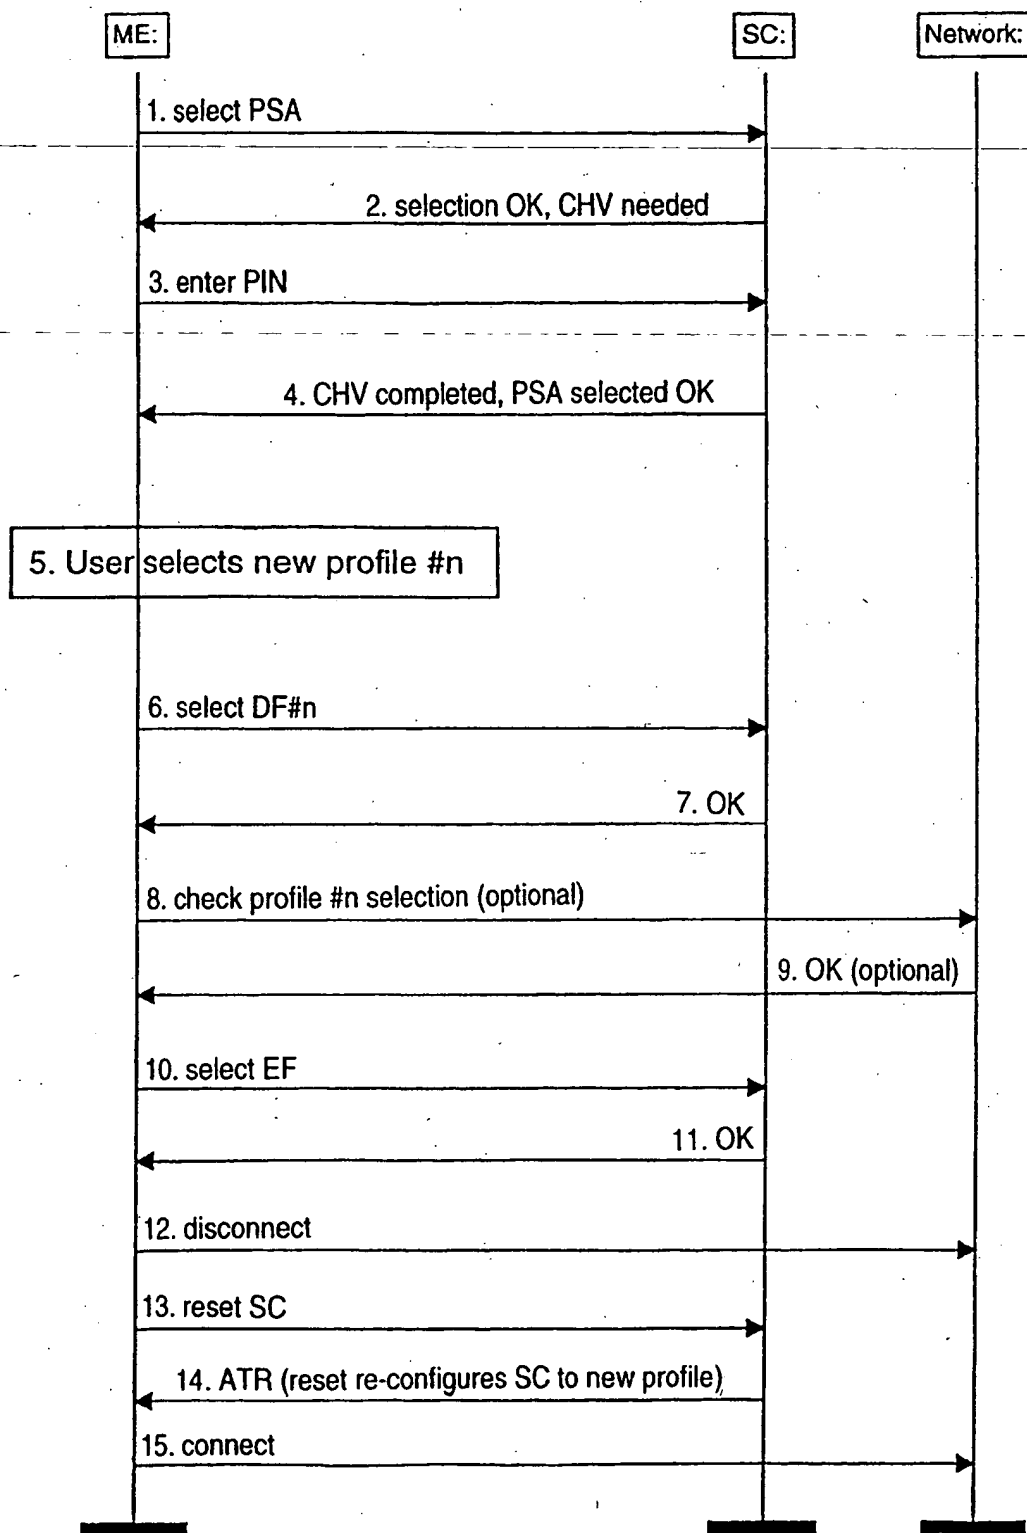 ME:
SC:
Network:
1. select PSA
2. selection OK, CHV needed
3. enter PIN
4. CHV completed, PSA selected OK
5. User selects new profile #n
6. select DF#n
7. OK
8. check profile #n selection (optional)
9. OK (optional)
10. select EF
11. OK
12. disconnect
13. reset SC
14. ATR (reset re-configures SC to new profile)
15. connect